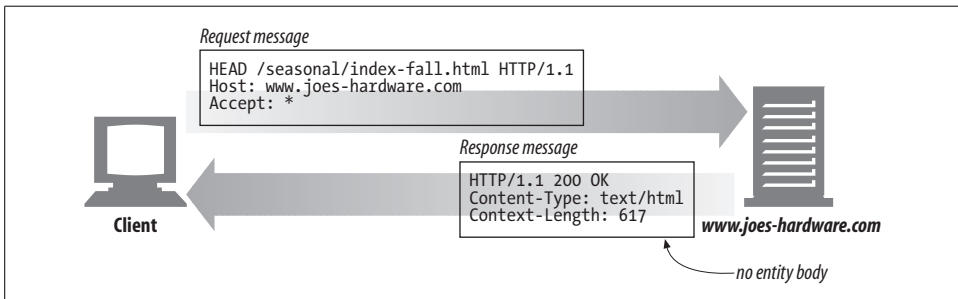 Request message
HEAD /seasonal/index-fall.html HTTP/1.1
Host: www.joes-hardware.com
Accept: *
Response message
HTTP/1.1 200 OK
Content-Type: text/html
Context-Length: 617
Client
www.joes-hardware.com
no entity body